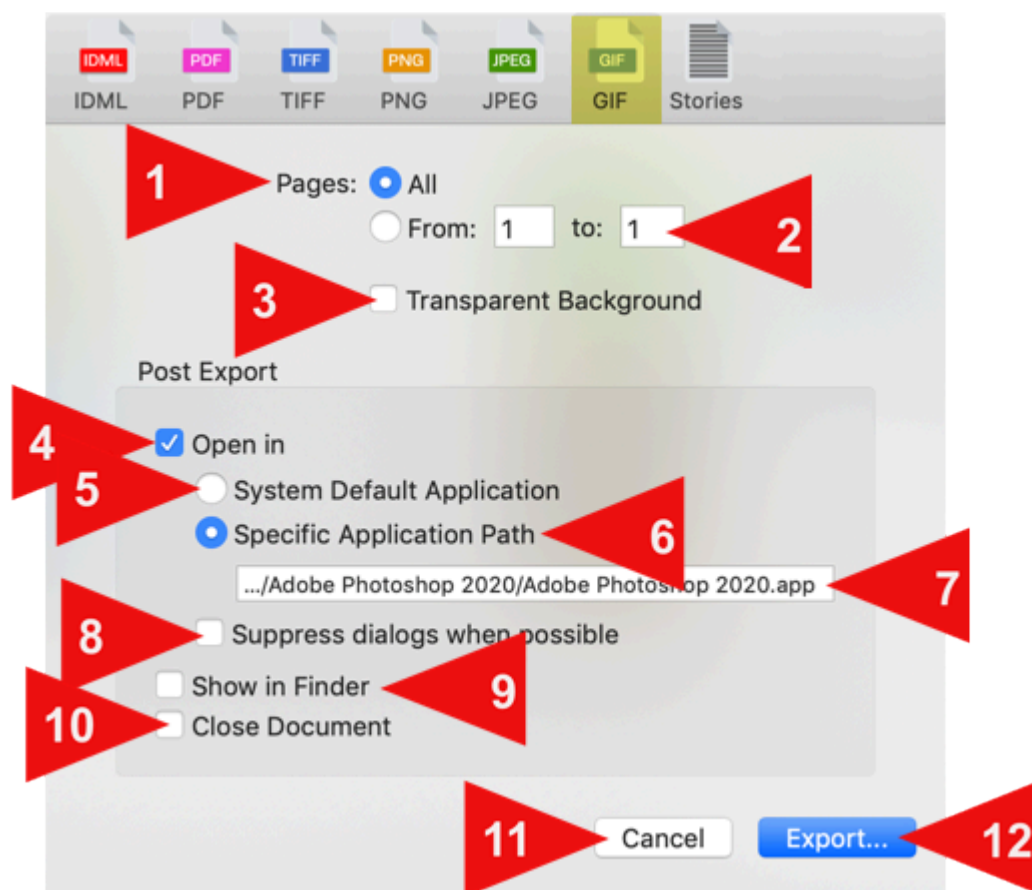 IDML PDF TIFF PNG JPEG GIF
IDML PDF TIFF PNG JPEG GIF Stories
1 Pages: All
From: 1 to: 1 2
3 Transparent Background
Post Export
4 Open in
5 System Default Application
Specific Application Path 6
.../Adobe Photoshop 2020/Adobe Photoshop 2020.app 7
8 Suppress dialogs when possible
Show in Finder 9
10 Close Document
11 Cancel Export... 12